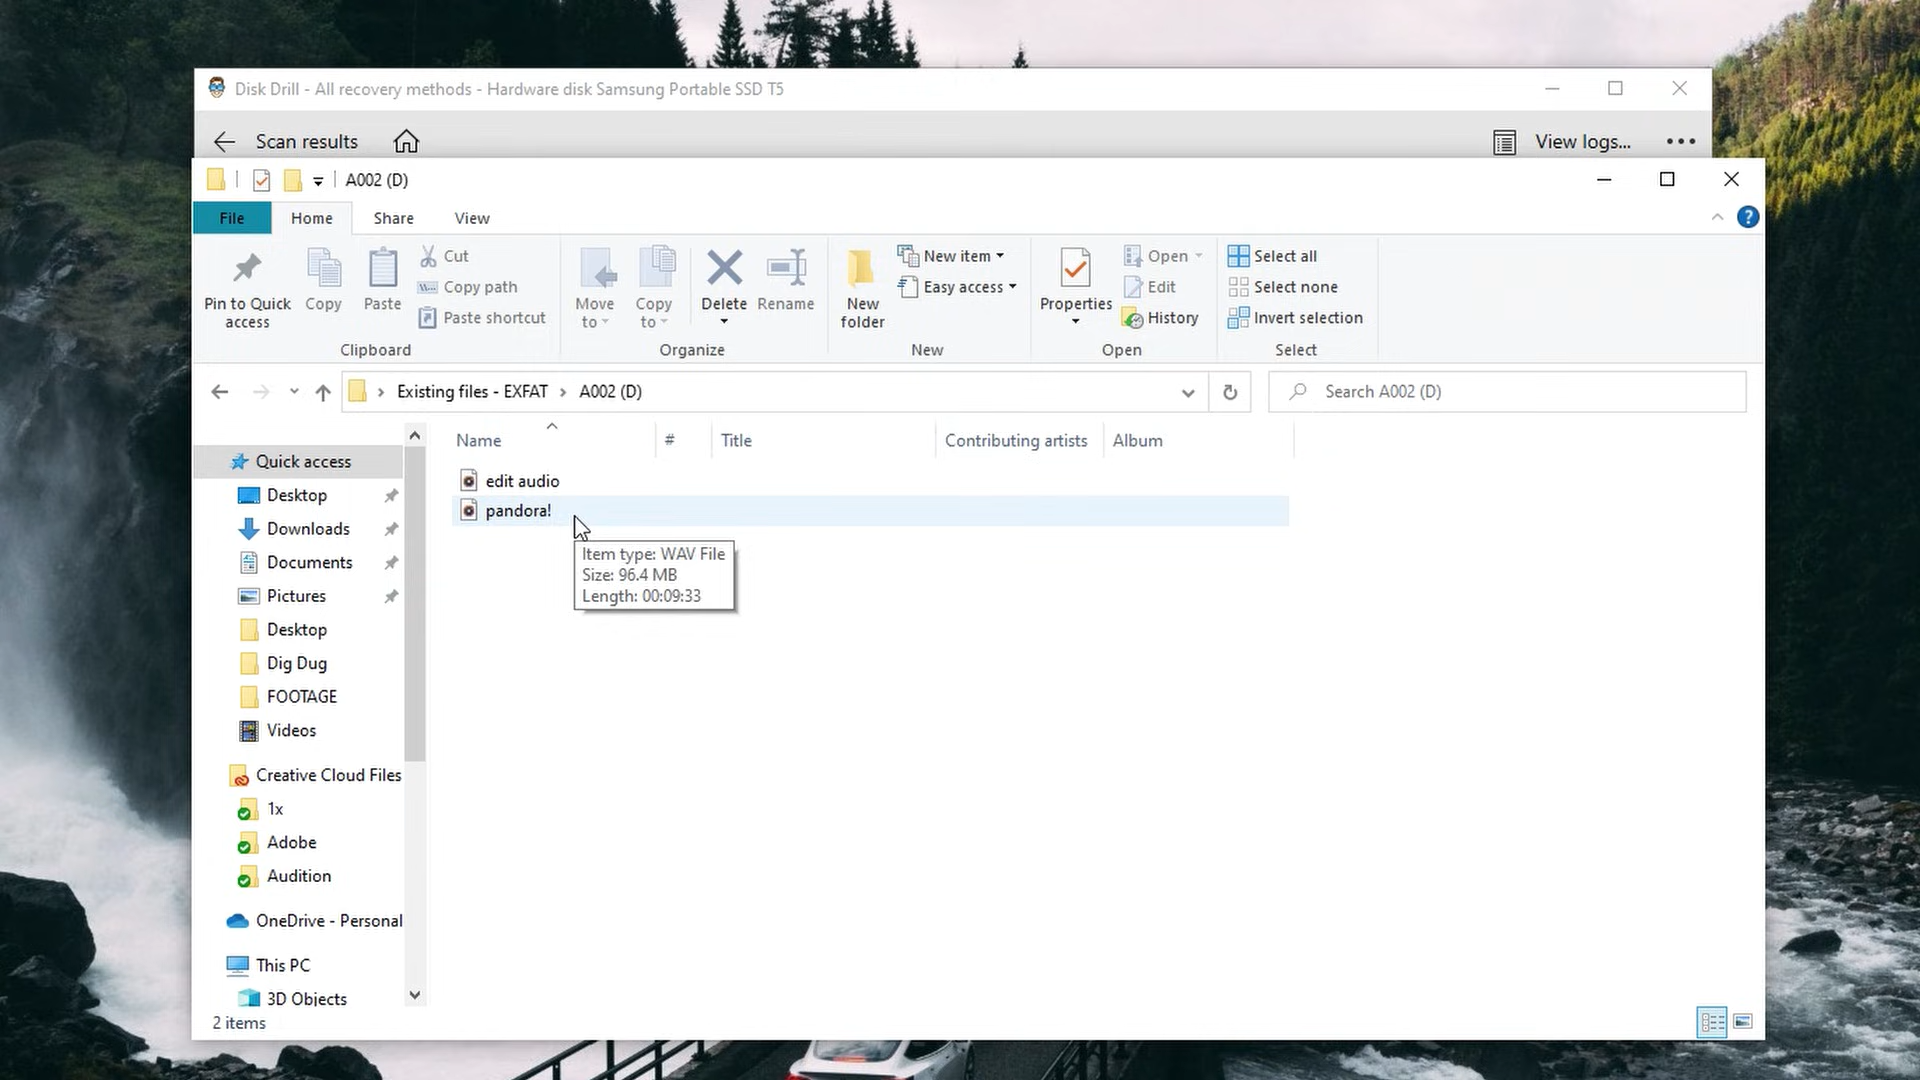 Disk Drill - All recovery methods - Hardware disk Samsung Portable SSD T5
Scan results
View logs...
A002 (D)
File
Home
Share
View
Pin to Quick access
Copy
Paste
Cut
Copy path
Paste shortcut
Clipboard
Move to
Copy to
Delete
Rename
Organize
New folder
New item
Easy access
New
Properties
Open
Edit
History
Open
Select all
Select none
Invert selection
Select
Existing files - EXFAT > A002 (D)
Search A002 (D)
Name
#
Title
Contributing artists
Album
edit audio
pandora!
Item type: WAV File
Size: 96.4 MB
Length: 00:09:33
Quick access
Desktop
Downloads
Documents
Pictures
Desktop
Dig Dug
FOOTAGE
Videos
Creative Cloud Files
1x
Adobe
Audition
OneDrive - Personal
This PC
3D Objects
2 items